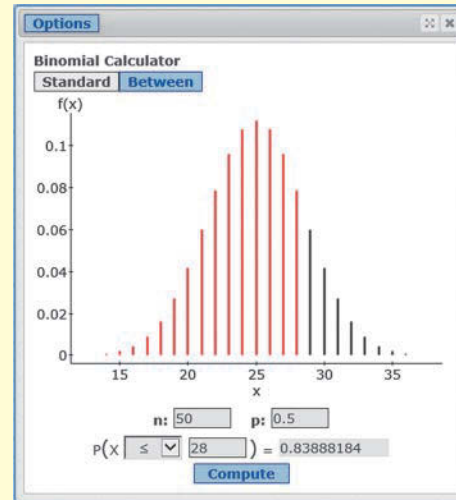 Options
Binomial Calculator
Standard Between
f(x)
0.1
0.08
0.06
0.04
0.02
0
15 20 25 30 35
x
n: 50 p: 0.5
P(X ≤ 28) = 0.83888184
Compute